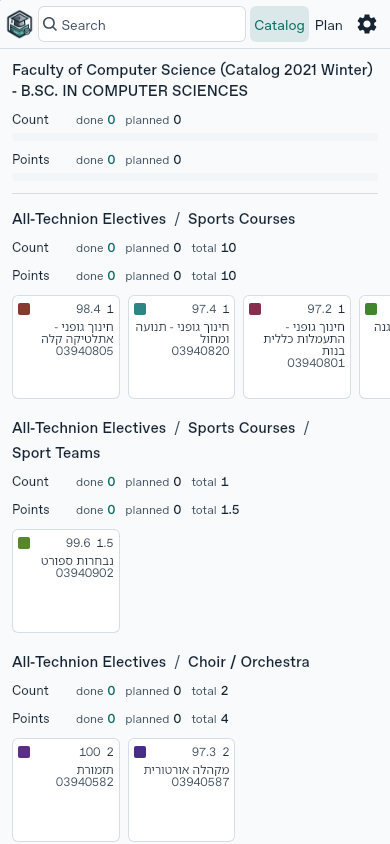 Search
Catalog
Plan
Faculty of Computer Science (Catalog 2021 Winter)
- B.SC. IN COMPUTER SCIENCES
Count done 0 planned 0
Points done 0 planned 0
All-Technion Electives / Sports Courses
Count done 0 planned 0 total 10
Points done 0 planned 0 total 10
98.4 1
חינוך גופני -
אתלטיקה קלה
03940805
97.4 1
חינוך גופני - תנועה
ומחול
03940820
97.2 1
חינוך גופני -
התעמלות כללית
בנות
03940801
All-Technion Electives / Sports Courses /
Sport Teams
Count done 0 planned 0 total 1
Points done 0 planned 0 total 1.5
99.6 1.5
נבחרות ספורט
03940902
All-Technion Electives / Choir / Orchestra
Count done 0 planned 0 total 2
Points done 0 planned 0 total 4
100 2
תזמורת
03940582
97.3 2
מקהלה אורטורית
03940587